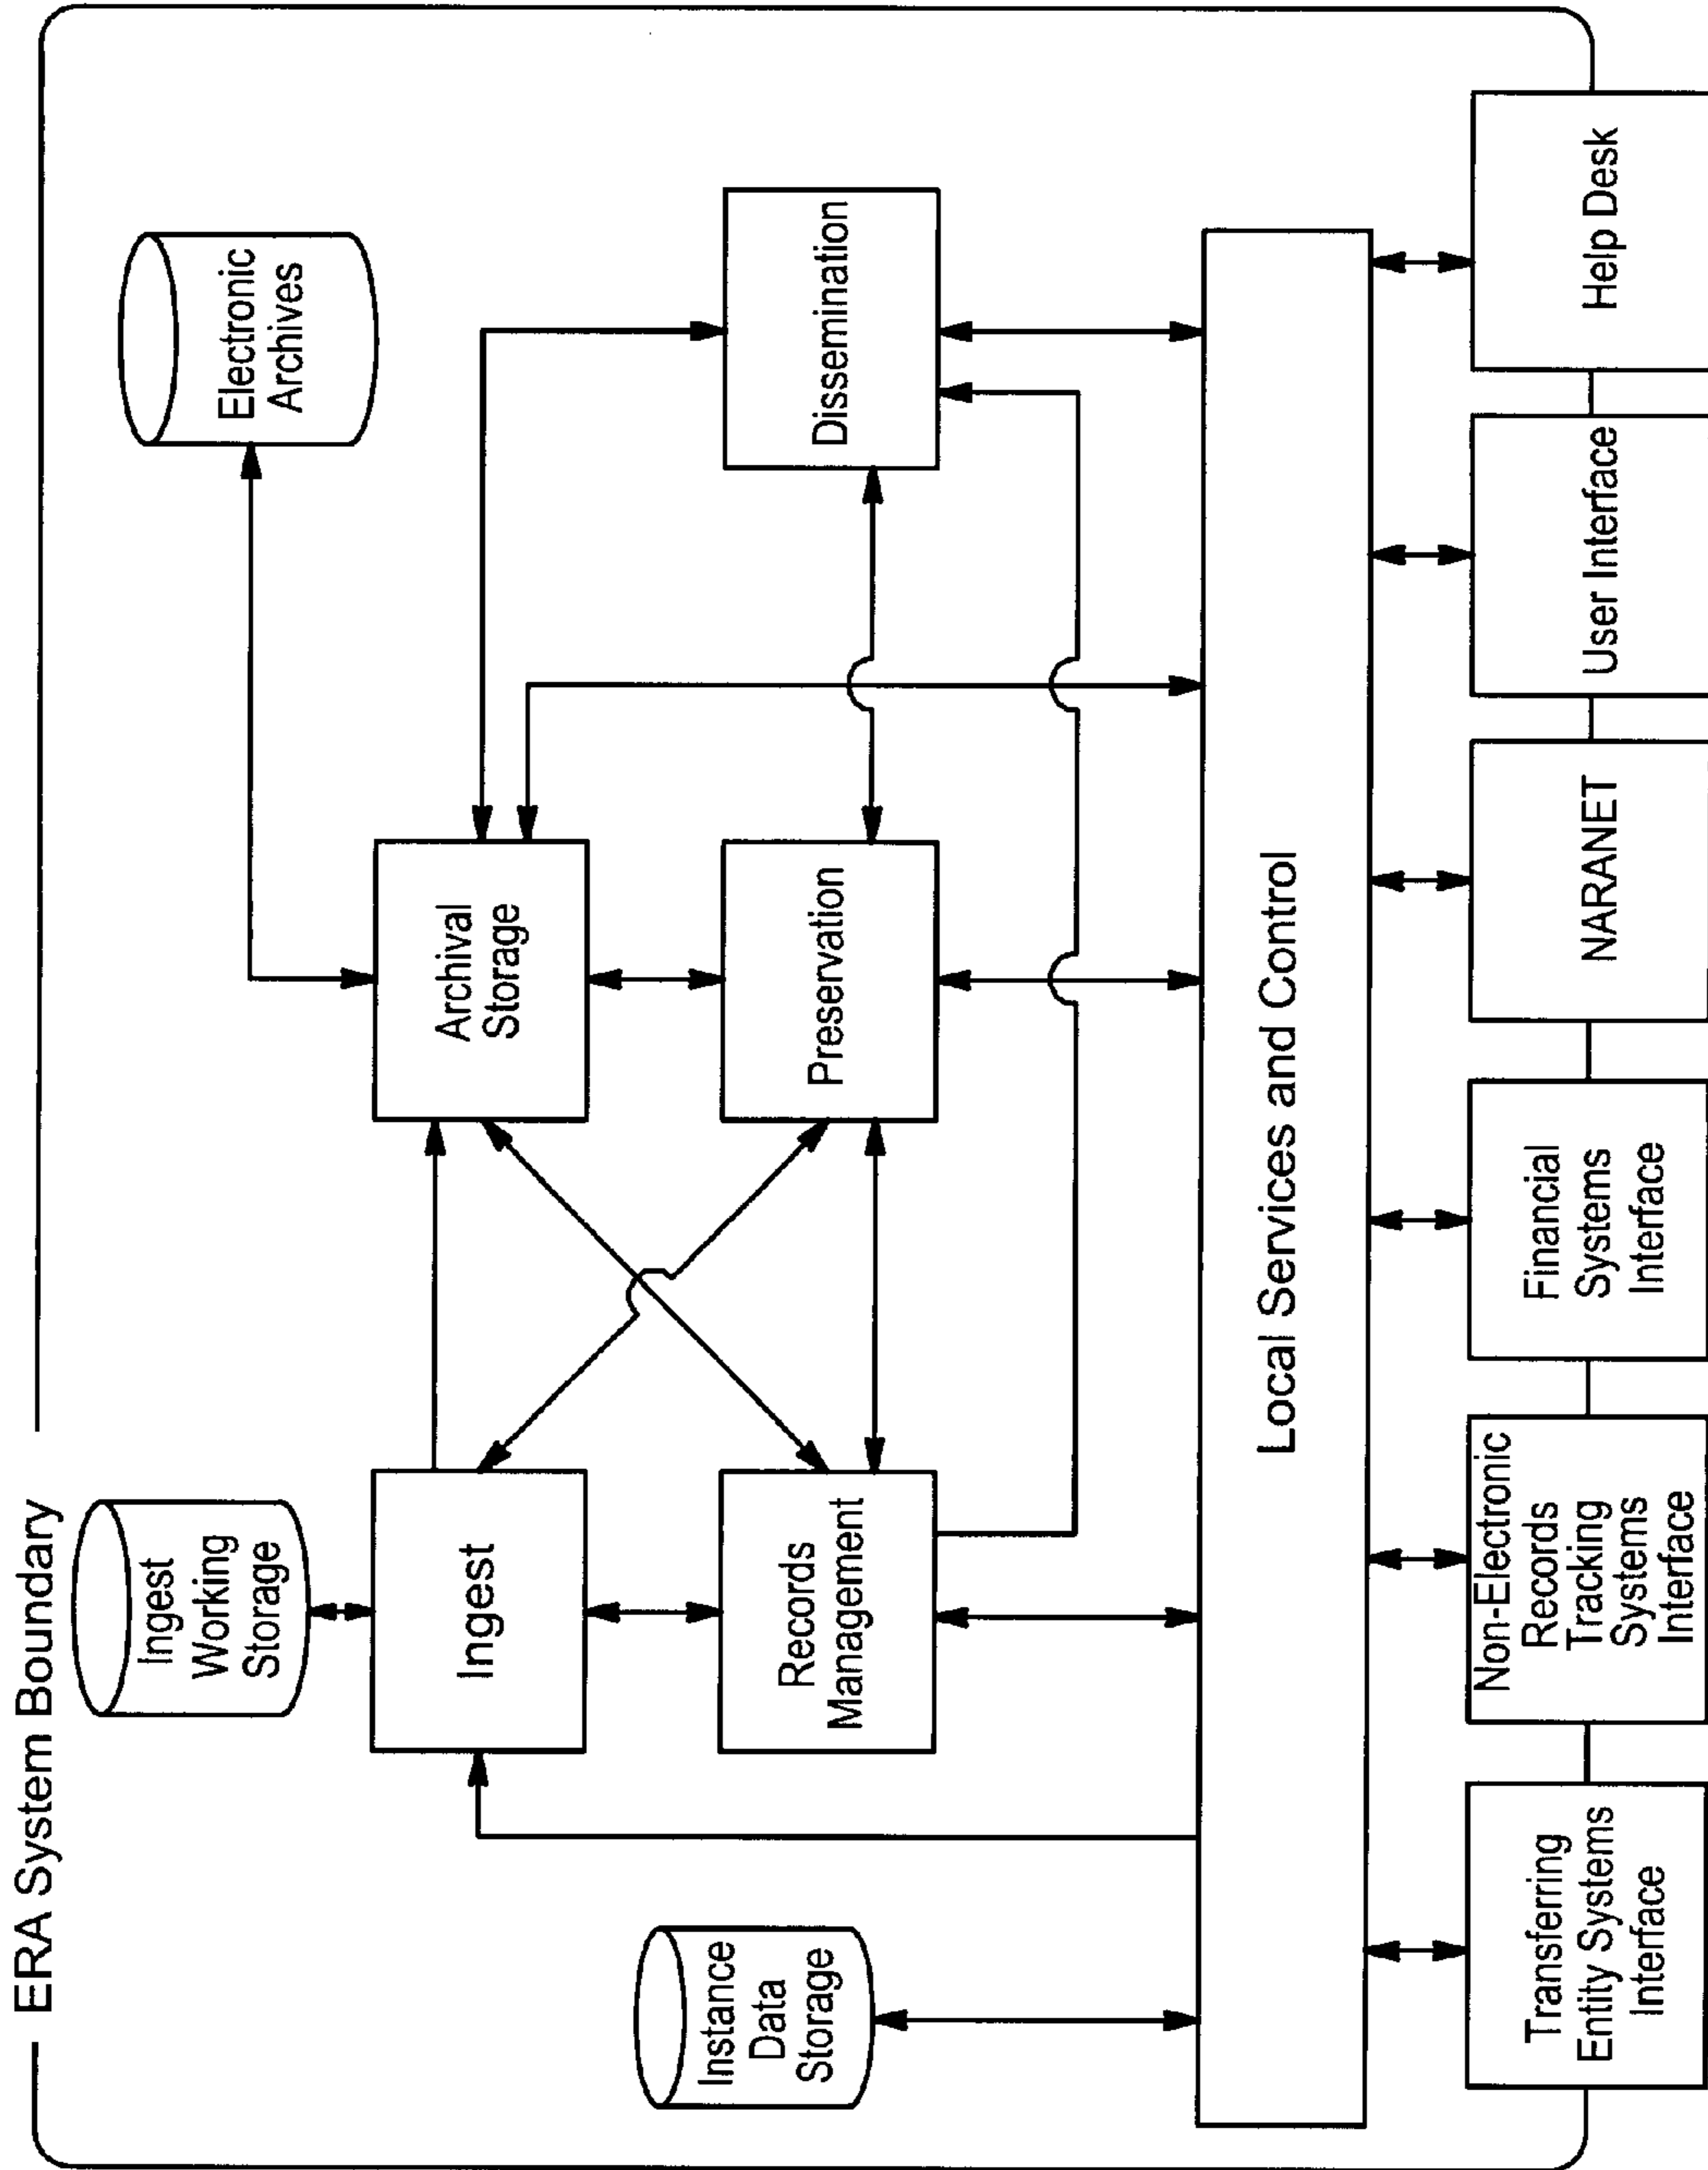 ERA System Boundary
Ingest
Working
Storage
Electronic
Archives
Ingest
Archival
Storage
Instance
Data
Storage
Records
Management
Preservation
Dissemination
Local Services and Control
Transferring
Entity Systems
Interface
Non-Electronic
Records
Tracking
Systems
Interface
Financial
Systems
Interface
NARANET
User Interface
Help Desk